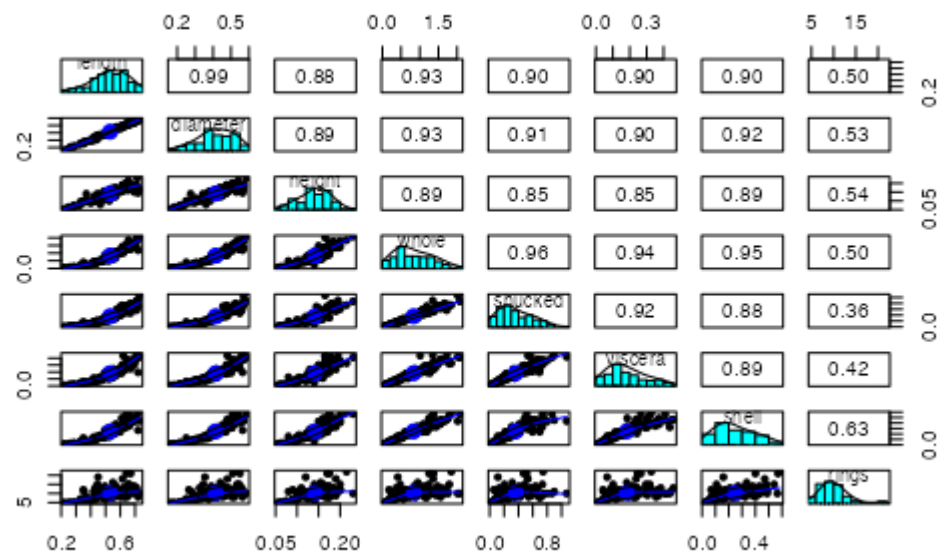 0.2 0.6 0.0 1.5 0.0 0.3 5 15
length 0.99 0.88 0.93 0.90 0.90 0.90 0.50 0.2
0.2 diameter 0.89 0.93 0.91 0.90 0.92 0.53
height 0.89 0.85 0.85 0.89 0.54 0.05
0.0 whole 0.96 0.94 0.95 0.50
shucked 0.92 0.88 0.36 0.0
0.0 viscera 0.89 0.42
shell 0.63 0.0
5 rings
0.2 0.6 0.05 0.20 0.0 0.8 0.0 0.4